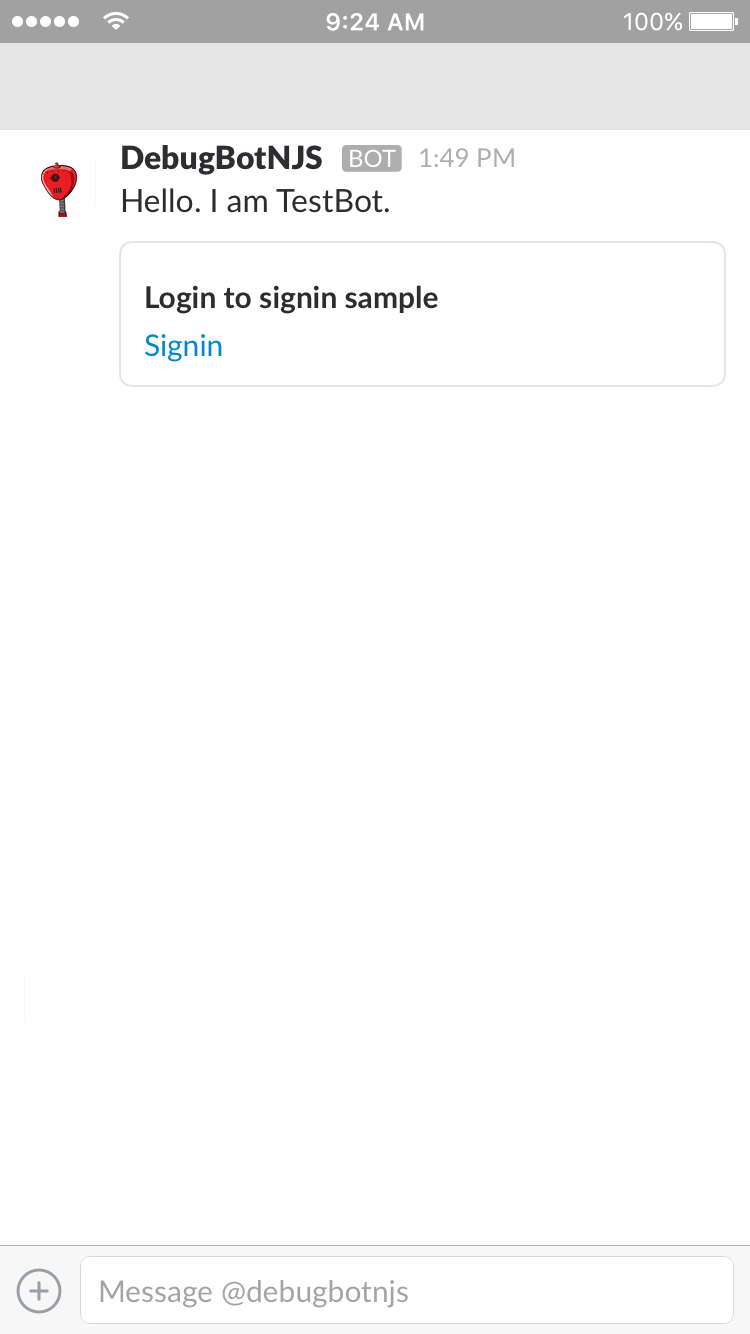 9:24 AM 100%
DebugBotNJS BOT 1:49 PM
Hello. I am TestBot.
Login to signin sample
Signin
Message @debugbotnjs